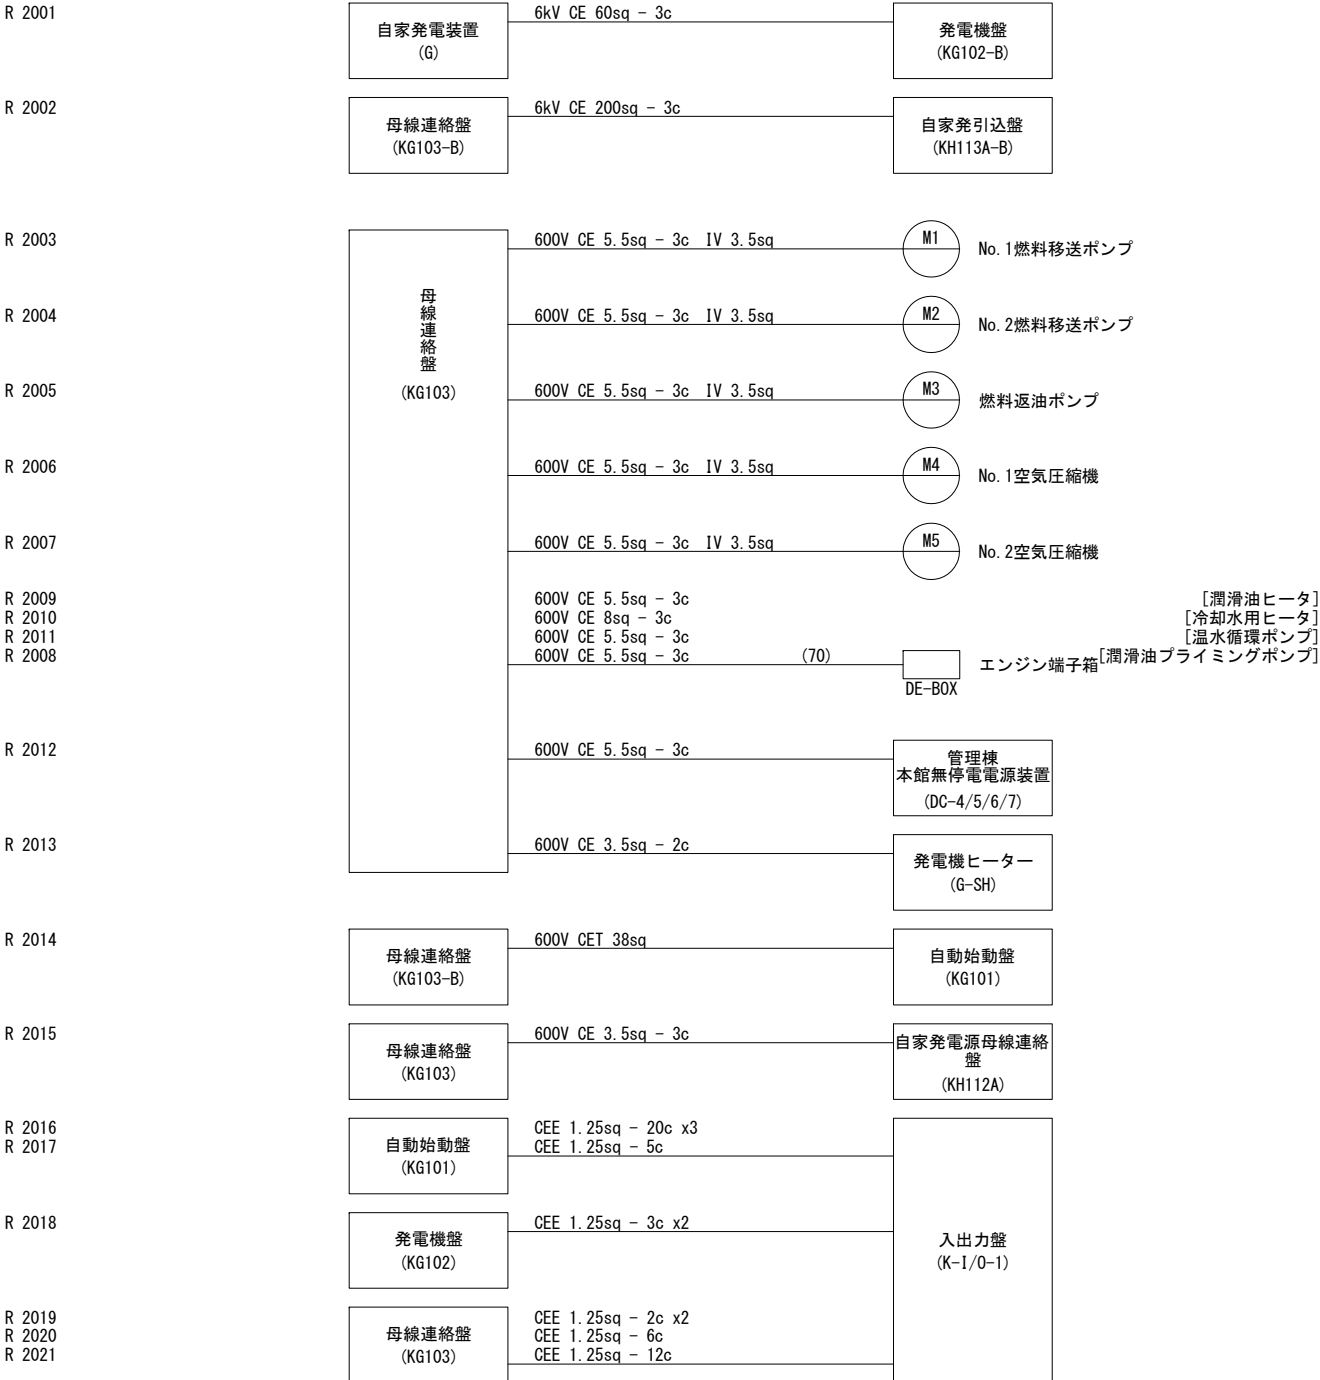 R 2001
自家発電装置
(G)
6kV CE 60sq - 3c
発電機盤
(KG102-B)
R 2002
母線連絡盤
(KG103-B)
6kV CE 200sq - 3c
自家発引込盤
(KH113A-B)
母線連絡盤
(KG103)
R 2003
600V CE 5.5sq - 3c  IV 3.5sq
M1
No.1燃料移送ポンプ
R 2004
600V CE 5.5sq - 3c  IV 3.5sq
M2
No.2燃料移送ポンプ
R 2005
600V CE 5.5sq - 3c  IV 3.5sq
M3
燃料返油ポンプ
R 2006
600V CE 5.5sq - 3c  IV 3.5sq
M4
No.1空気圧縮機
R 2007
600V CE 5.5sq - 3c  IV 3.5sq
M5
No.2空気圧縮機
R 2009
600V CE 5.5sq - 3c
[潤滑油ヒータ]
R 2010
600V CE 8sq - 3c
[冷却水用ヒータ]
R 2011
600V CE 5.5sq - 3c
[温水循環ポンプ]
R 2008
600V CE 5.5sq - 3c
(70)
エンジン端子箱
[潤滑油プライミングポンプ]
DE-BOX
R 2012
600V CE 5.5sq - 3c
管理棟
本館無停電電源装置
(DC-4/5/6/7)
R 2013
600V CE 3.5sq - 2c
発電機ヒーター
(G-SH)
R 2014
母線連絡盤
(KG103-B)
600V CET 38sq
自動始動盤
(KG101)
R 2015
母線連絡盤
(KG103)
600V CE 3.5sq - 3c
自家発電源母線連絡
盤
(KH112A)
R 2016
CEE 1.25sq - 20c x3
R 2017
CEE 1.25sq - 5c
自動始動盤
(KG101)
R 2018
CEE 1.25sq - 3c x2
発電機盤
(KG102)
入出力盤
(K-I/O-1)
R 2019
CEE 1.25sq - 2c x2
R 2020
CEE 1.25sq - 6c
R 2021
CEE 1.25sq - 12c
母線連絡盤
(KG103)